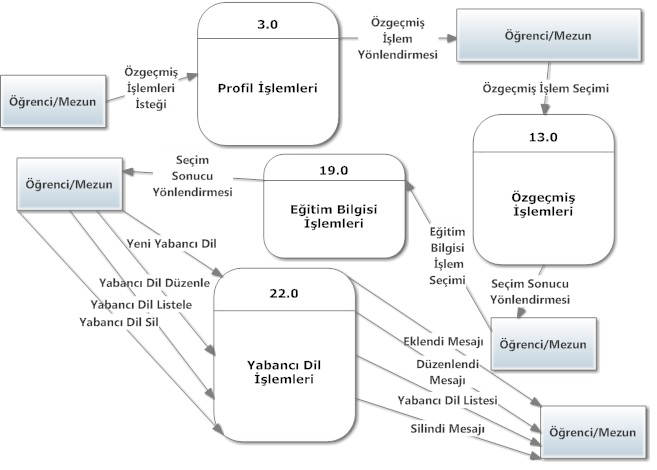 3.0
Profil İşlemleri
Özgeçmiş
İşlem
Yönlendirmesi
Öğrenci/Mezun
Öğrenci/Mezun
Özgeçmiş
İşlemleri
İsteği
Özgeçmiş İşlem Seçimi
13.0
Özgeçmiş
İşlemleri
Öğrenci/Mezun
Seçim
Sonucu
Yönlendirmesi
19.0
Eğitim Bilgisi
İşlemleri
Eğitim
Bilgisi
İşlem
Seçimi
Seçim Sonucu
Yönlendirmesi
Öğrenci/Mezun
Yeni Yabancı Dil
Yabancı Dil Düzenle
Yabancı Dil Listele
Yabancı Dil Sil
22.0
Yabancı Dil
İşlemleri
Eklendi Mesajı
Düzenlendi
Mesajı
Yabancı Dil Listesi
Silindi Mesajı
Öğrenci/Mezun